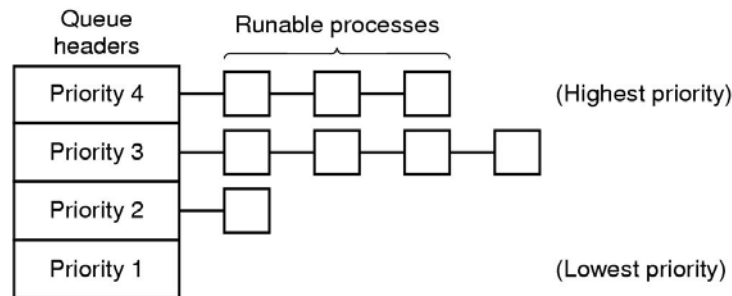 Queue
headers
Runable processes
Priority 4
(Highest priority)
Priority 3
Priority 2
Priority 1
(Lowest priority)